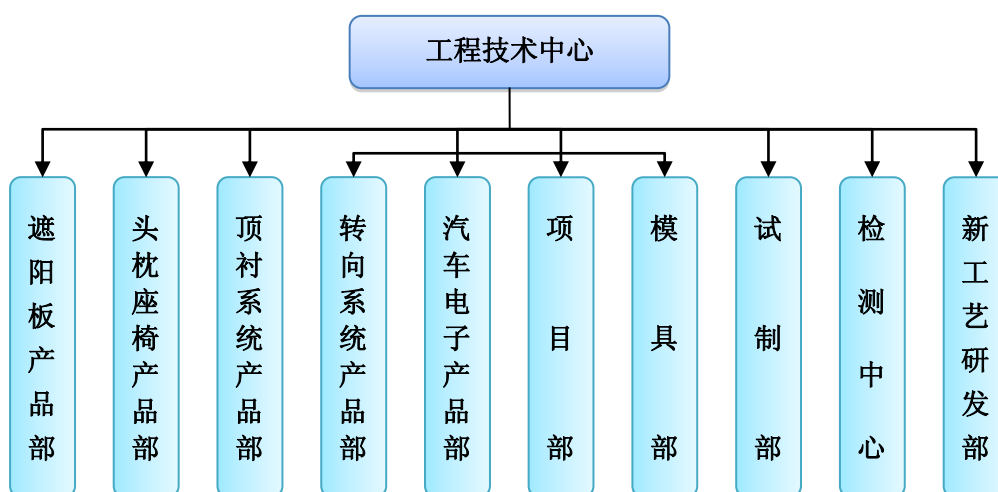 工程技术中心
遮阳板产品部
头枕座椅产品部
顶衬系统产品部
转向系统产品部
汽车电子产品部
项目部
模具部
试制部
检测中心
新工艺研发部